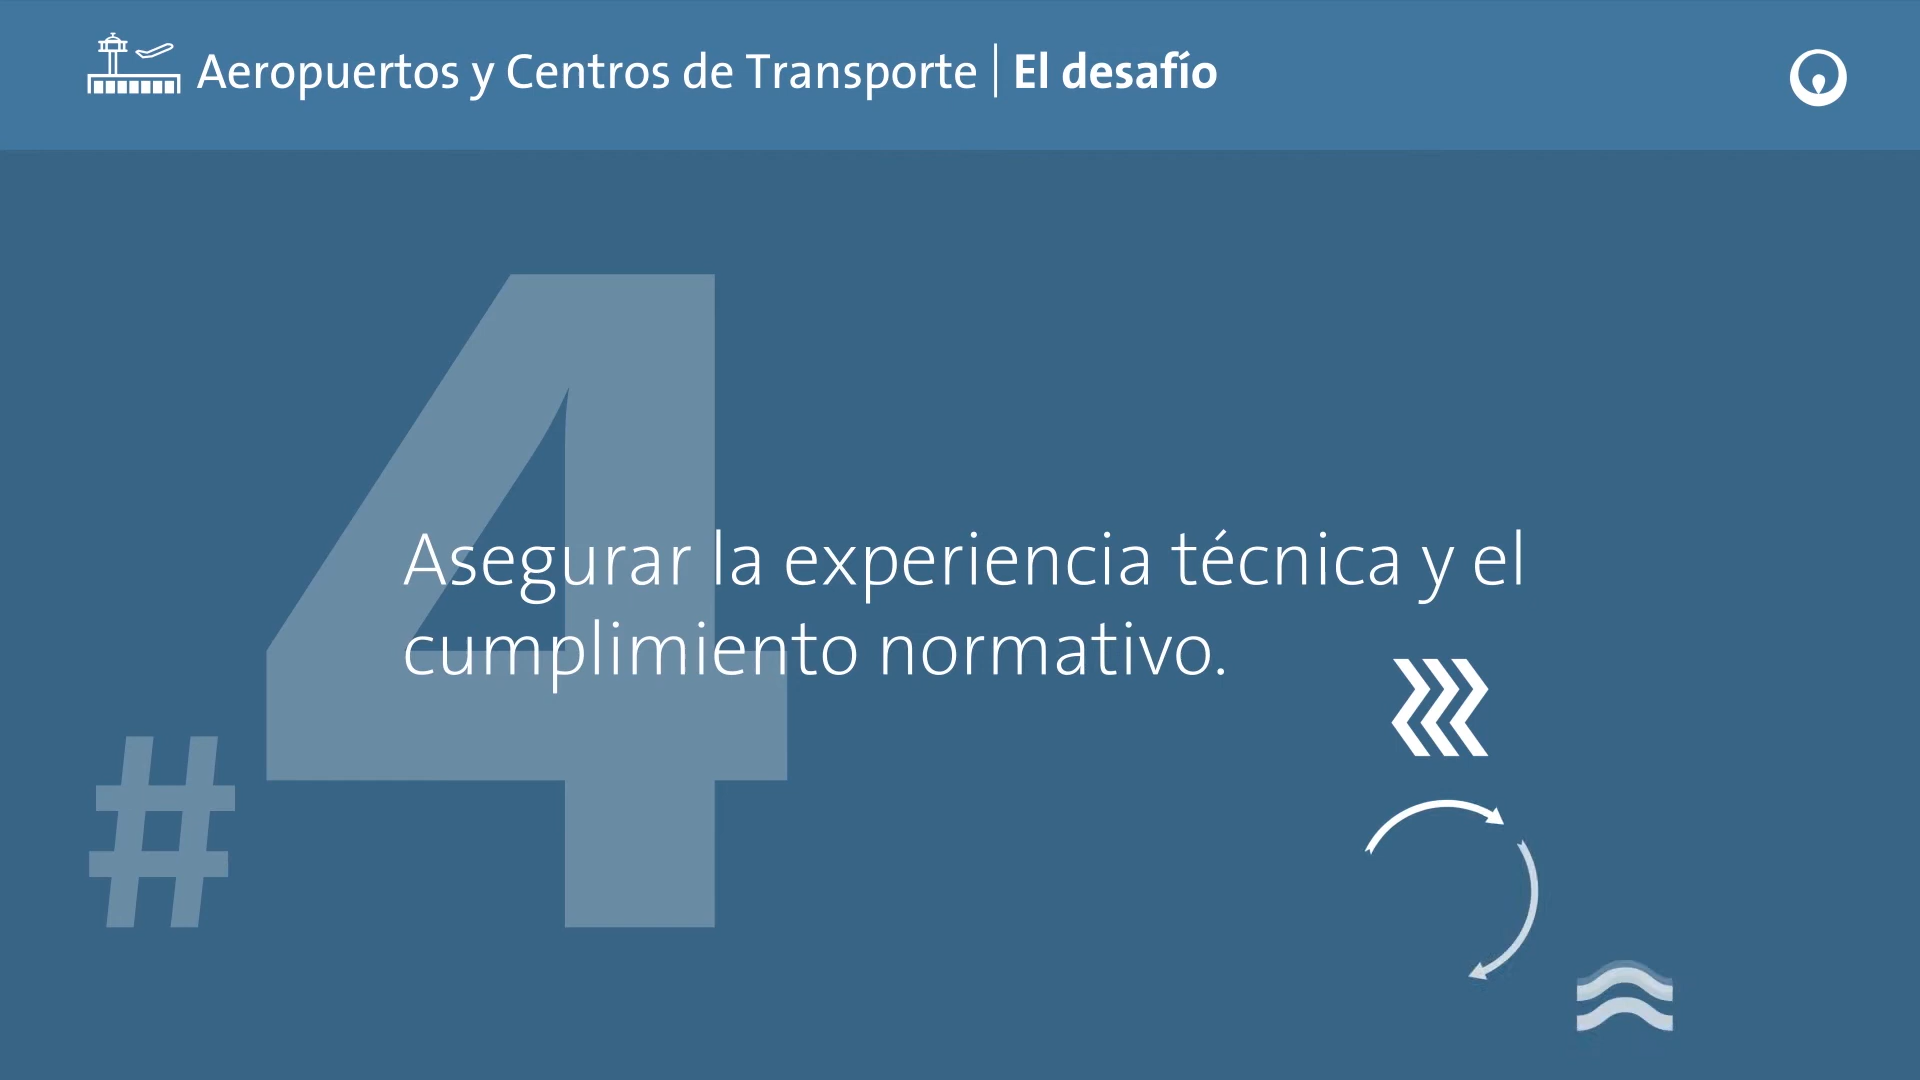 Aeropuertos y Centros de Transporte | El desafío
#4
Asegurar la experiencia técnica y el
cumplimiento normativo.